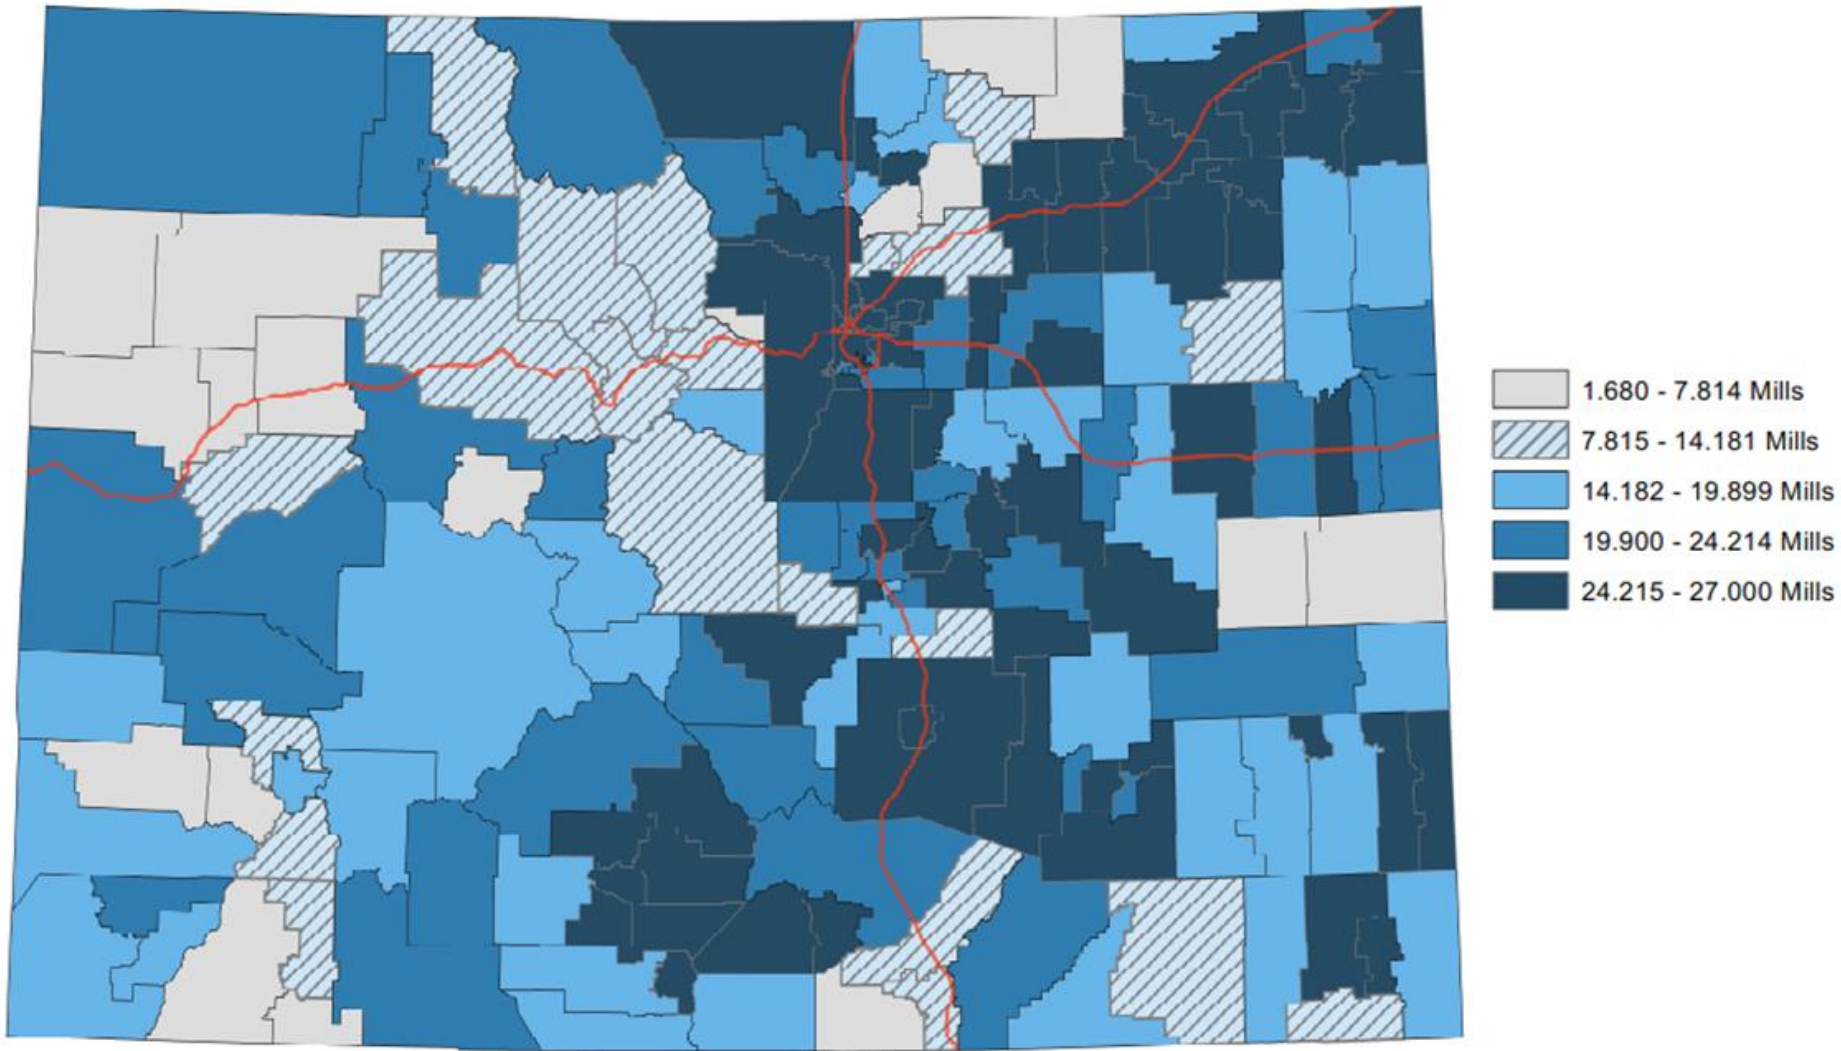 1.680 - 7.814 Mills
7.815 - 14.181 Mills
14.182 - 19.899 Mills
19.900 - 24.214 Mills
24.215 - 27.000 Mills